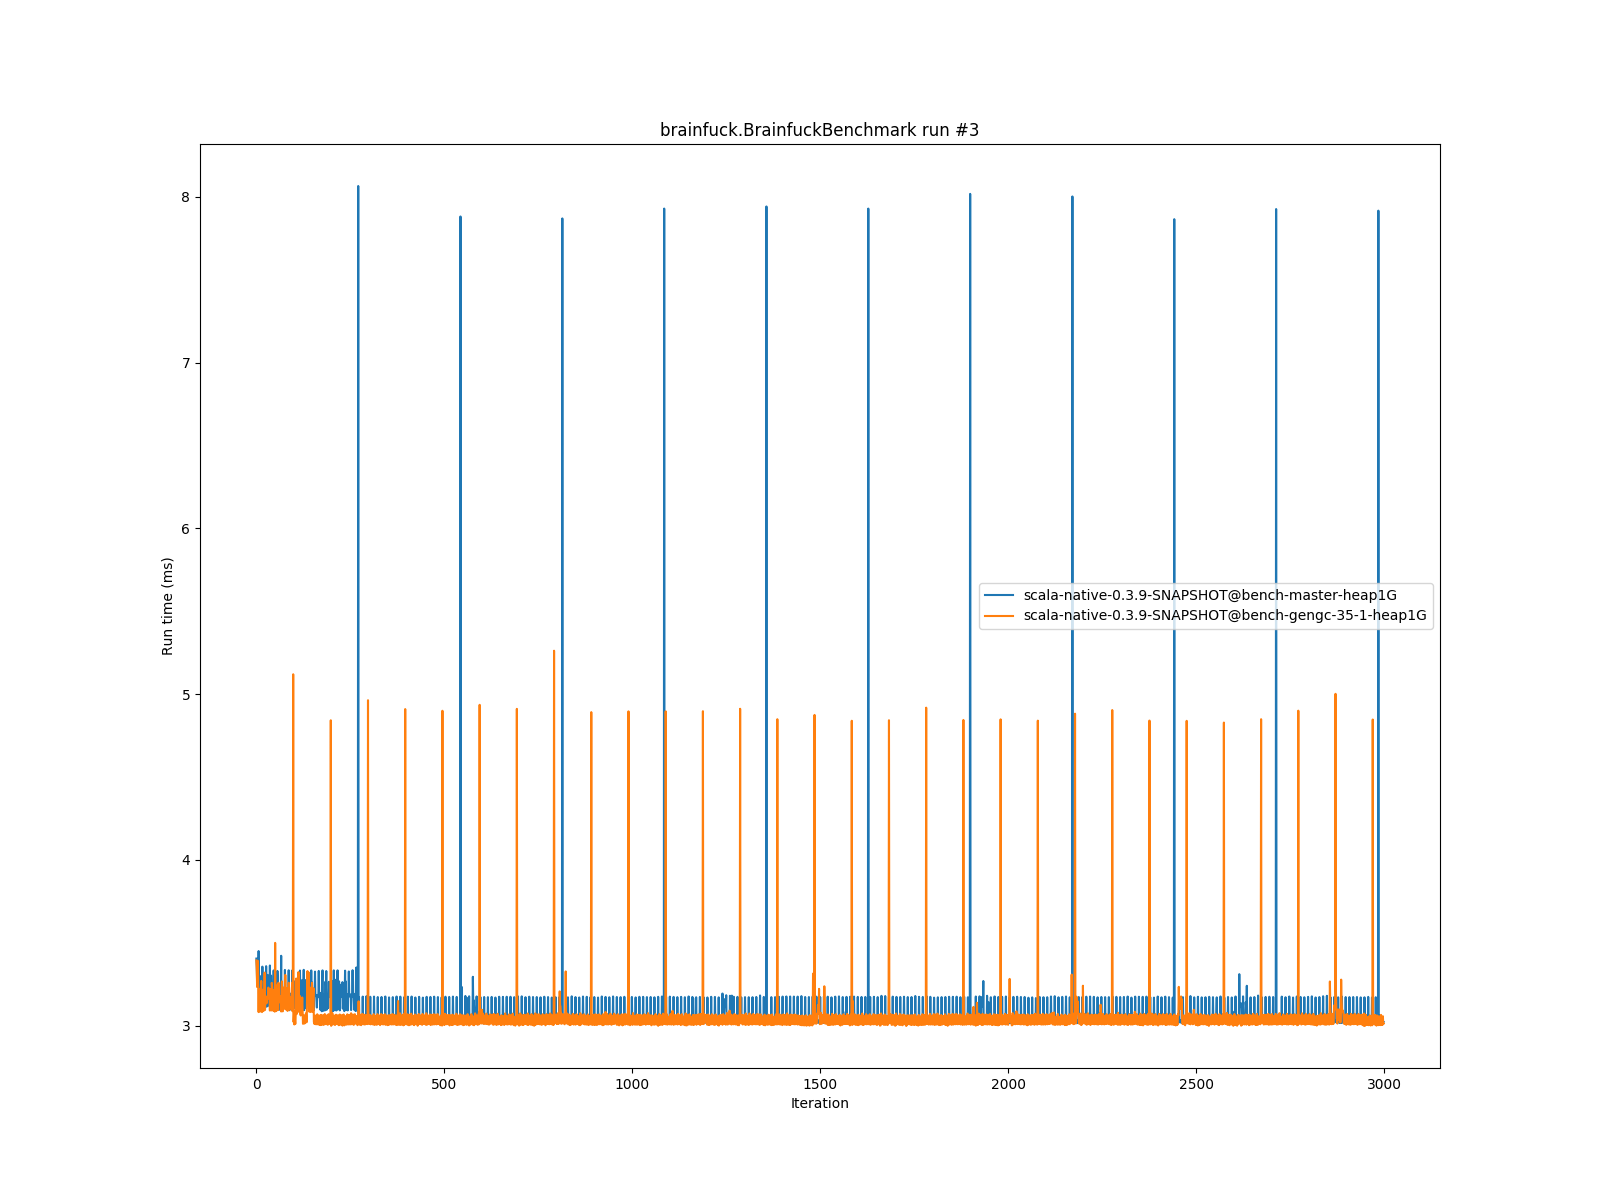 brainfuck.BrainfuckBenchmark run #3
8
7
6
5
4
3
Run time (ms)
scala-native-0.3.9-SNAPSHOT@bench-master-heap1G
scala-native-0.3.9-SNAPSHOT@bench-gengc-35-1-heap1G
0 500 1000 1500 2000 2500 3000
Iteration